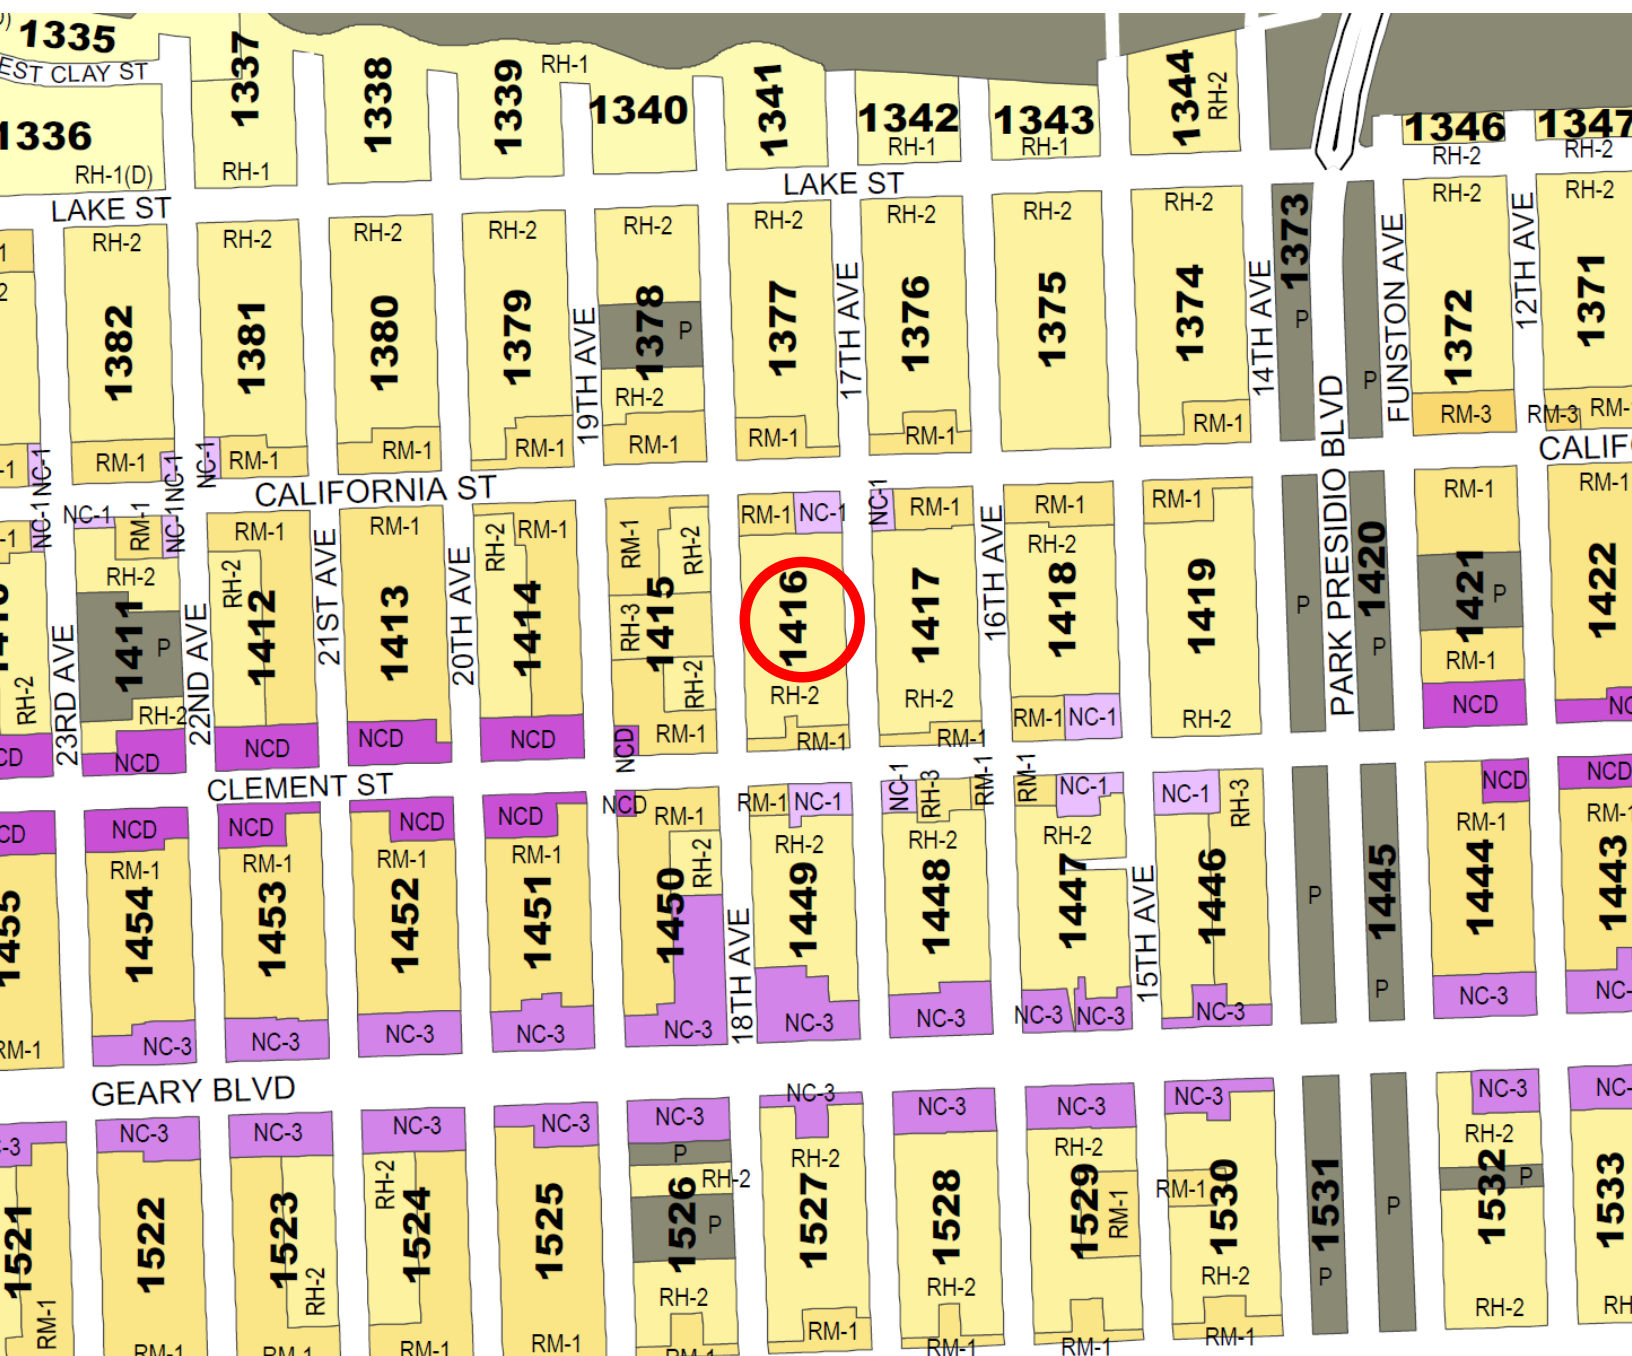 1335
1337
1338
1339
RH-1
1340
1341
1342
RH-1
1343
RH-1
1344
RH-2
1346
RH-2
1347
RH-2
EST CLAY ST
1336
RH-1(D)
RH-1
LAKE ST
LAKE ST
RH-2
1382
RM-1
NC-1
NC-1
RH-2
1381
NC-1
RM-1
RH-2
1380
RM-1
RH-2
1379
RM-1
19TH AVE
RH-2
1378
P
RH-2
RM-1
RH-2
1377
RM-1
17TH AVE
RH-2
1376
RM-1
RH-2
1375
RH-2
1374
RM-1
14TH AVE
1373
P
P
FUNSTON AVE
RH-2
1372
RM-3
12TH AVE
RH-2
1371
RM-3
RM-
CALIFORNIA ST
CALIF
NC-1
NC-1
RM-1
NC-1
RH-2
1411
P
RH-2
NCD
RH-2
23RD AVE
22ND AVE
RM-1
RH-2
1412
NCD
21ST AVE
RM-1
1413
NCD
20TH AVE
RH-2
RM-1
1414
NCD
RM-1
RH-2
RH-3
1415
RH-2
NCD
RM-1
RM-1
NC-1
1416
RH-2
RM-1
NC-1
RM-1
1417
RH-2
RM-1
16TH AVE
RM-1
RH-2
1418
RM-1
NC-1
RM-1
1419
RH-2
P
PARK PRESIDIO BLVD
1420
P
RM-1
1421
P
RM-1
NCD
RM-1
1422
CLEMENT ST
1455
RM-1
NCD
RM-1
1454
NC-3
NCD
RM-1
1453
NC-3
NCD
RM-1
1452
NC-3
NCD
RM-1
1451
NC-3
NCD
RM-1
RH-2
1450
NC-3
18TH AVE
RM-1
NC-1
RH-2
1449
NC-3
NC-1
RH-3
RM-1
RH-2
1448
NC-3
RM-1
NC-1
RH-2
1447
NC-3
NC-3
15TH AVE
NC-1
RH-3
1446
NC-3
P
1445
P
NCD
RM-1
1444
NC-3
NCD
RM-1
1443
NC-
GEARY BLVD
1521
RM-1
NC-3
1522
RM-1
NC-3
1523
RH-2
RM-1
NC-3
RH-2
1524
RM-1
NC-3
1525
RM-1
NC-3
P
RH-2
1526
P
RH-2
RM-1
NC-3
RH-2
1527
RM-1
NC-3
1528
RH-2
RM-1
NC-3
RH-2
1529
RM-1
RM-1
NC-3
RM-1
1530
RH-2
RM-1
1531
P
P
NC-3
RH-2
1532
P
RH-2
NC-
1533
RH